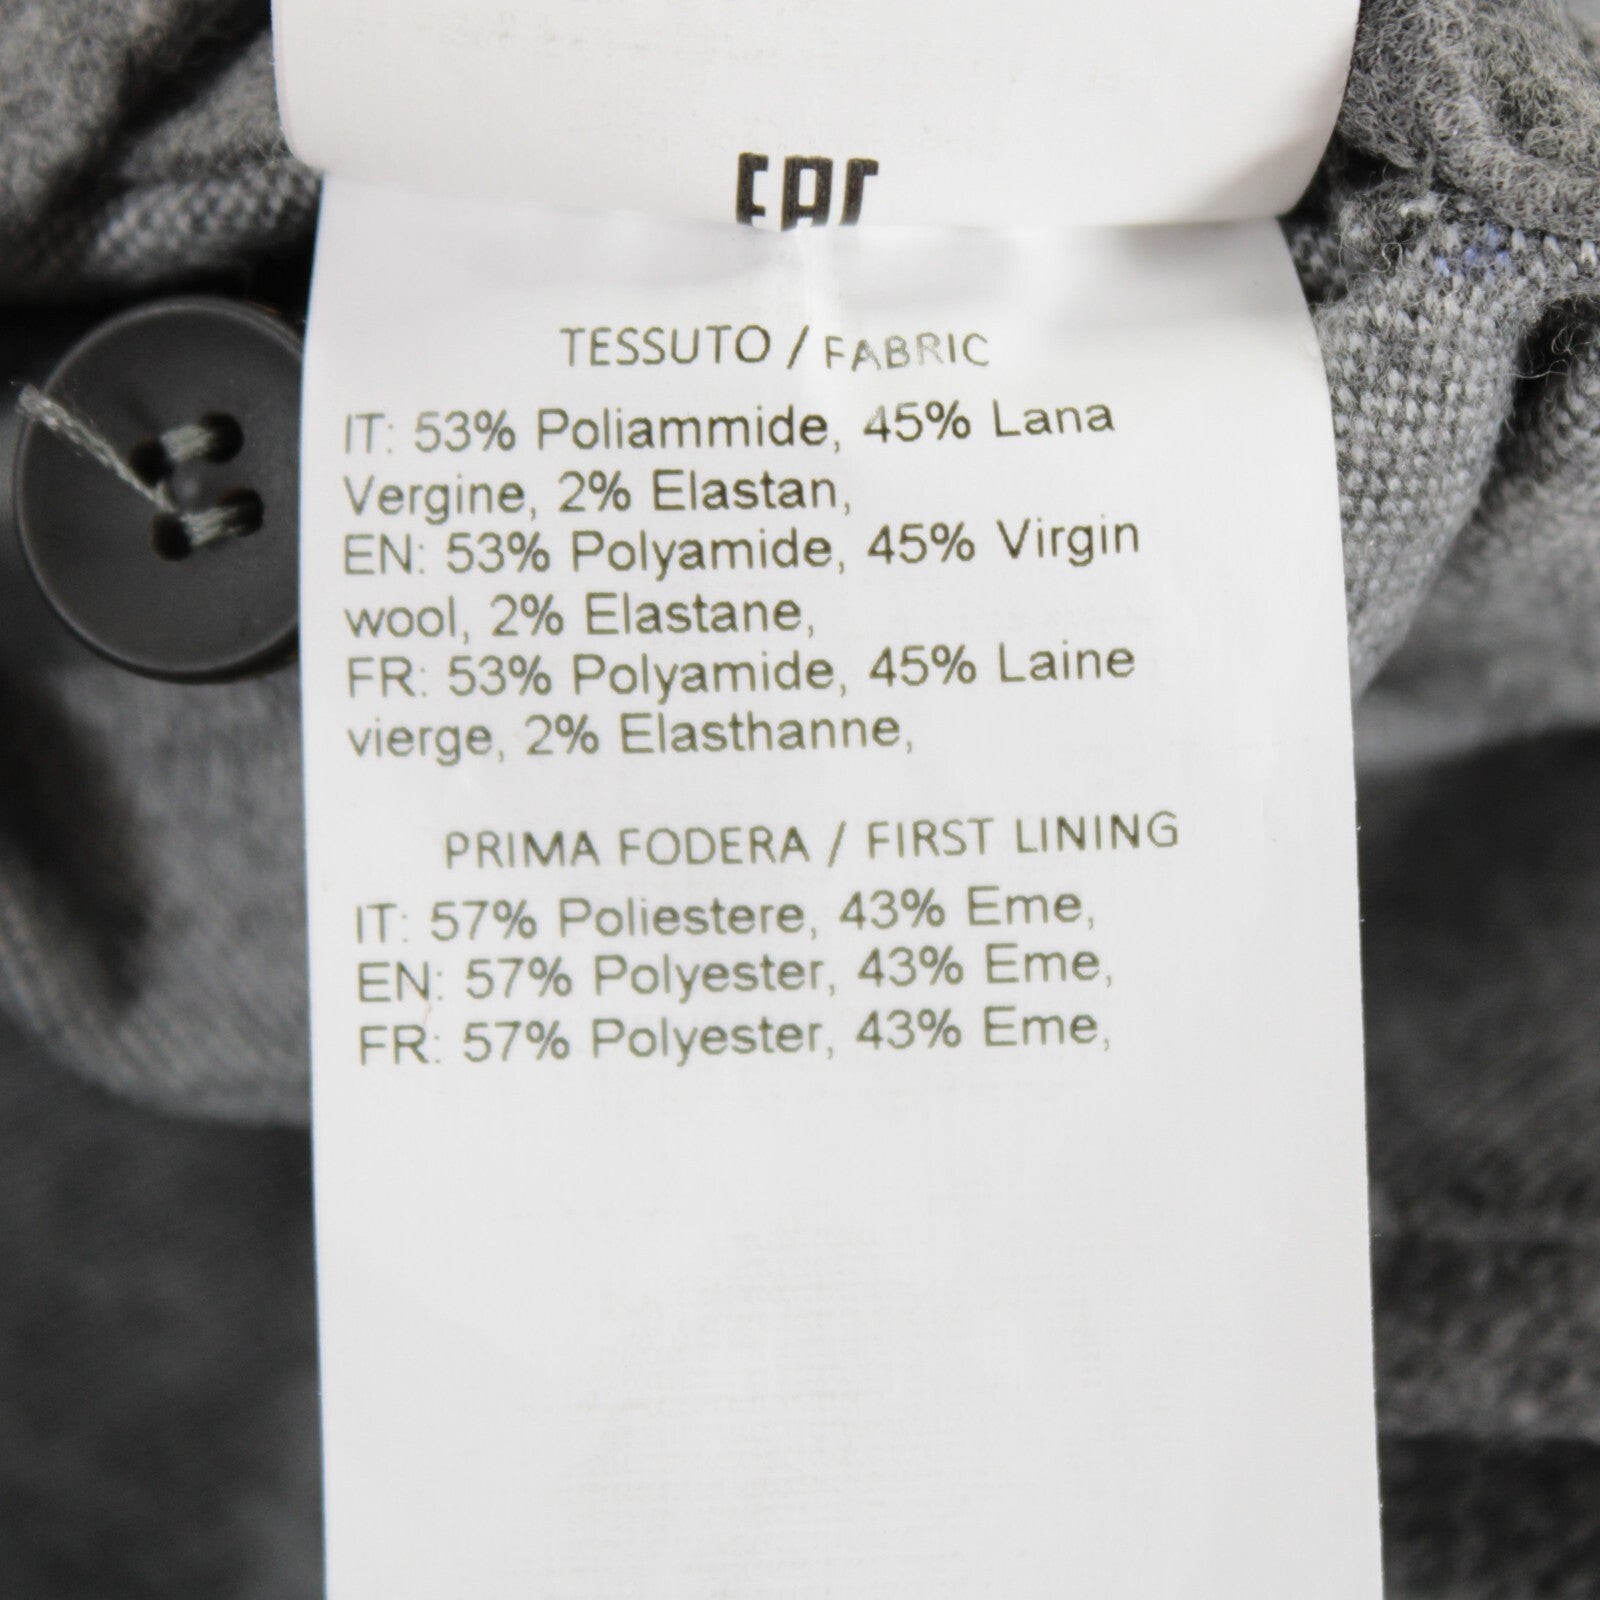 EAC
TESSUTO / FABRIC
IT: 53% Poliammide, 45% Lana
Vergine, 2% Elastan,
EN: 53% Polyamide, 45% Virgin
wool, 2% Elastane,
FR: 53% Polyamide, 45% Laine
vierge, 2% Elasthanne,
PRIMA FODERA / FIRST LINING
IT: 57% Poliestere, 43% Eme,
EN: 57% Polyester, 43% Eme,
FR: 57% Polyester, 43% Eme,